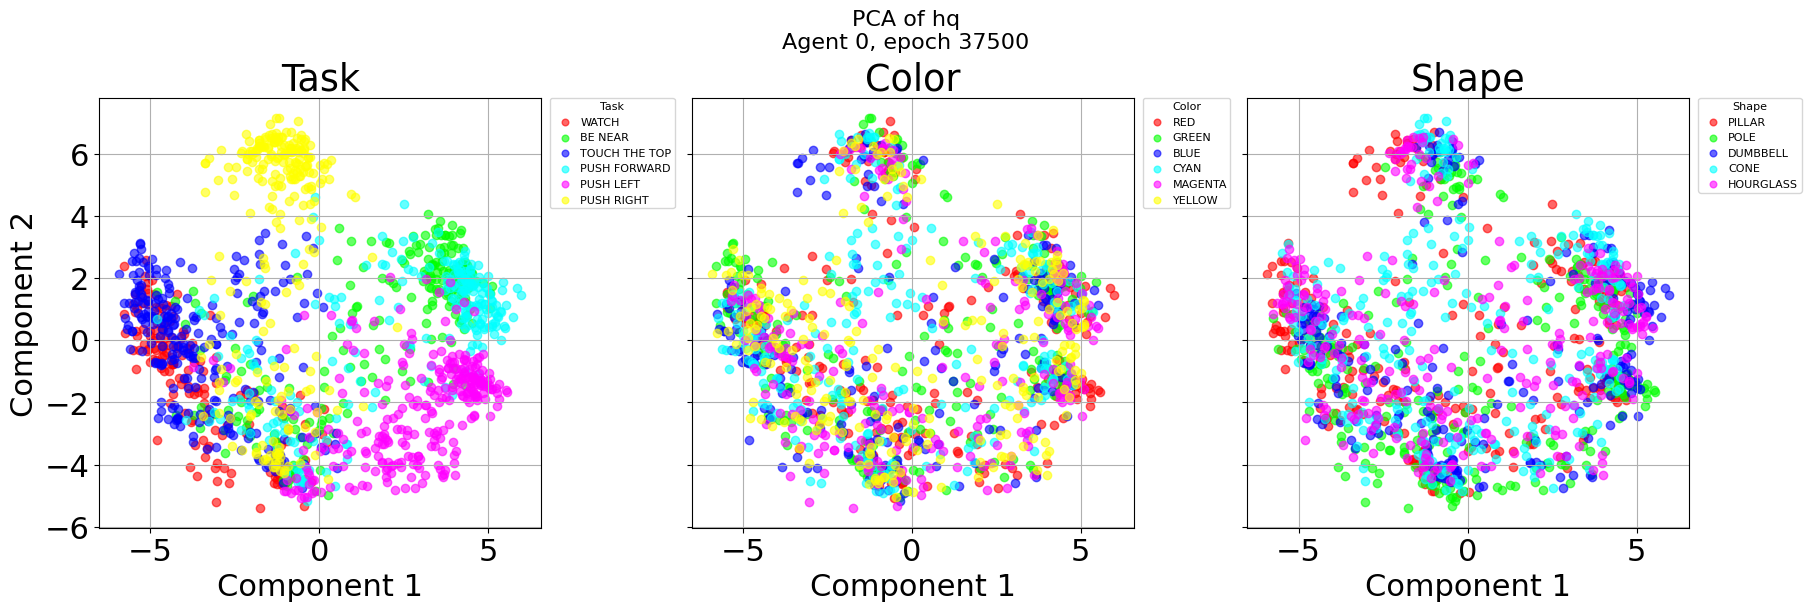 PCA of hq
Agent 0, epoch 37500
Task
Color
Shape
Task
WATCH
BE NEAR
TOUCH THE TOP
PUSH FORWARD
PUSH LEFT
PUSH RIGHT
Color
RED
GREEN
BLUE
CYAN
MAGENTA
YELLOW
Shape
PILLAR
POLE
DUMBBELL
CONE
HOURGLASS
Component 2
6
4
2
0
−2
−4
−6
−5 0 5
−5 0 5
−5 0 5
Component 1
Component 1
Component 1